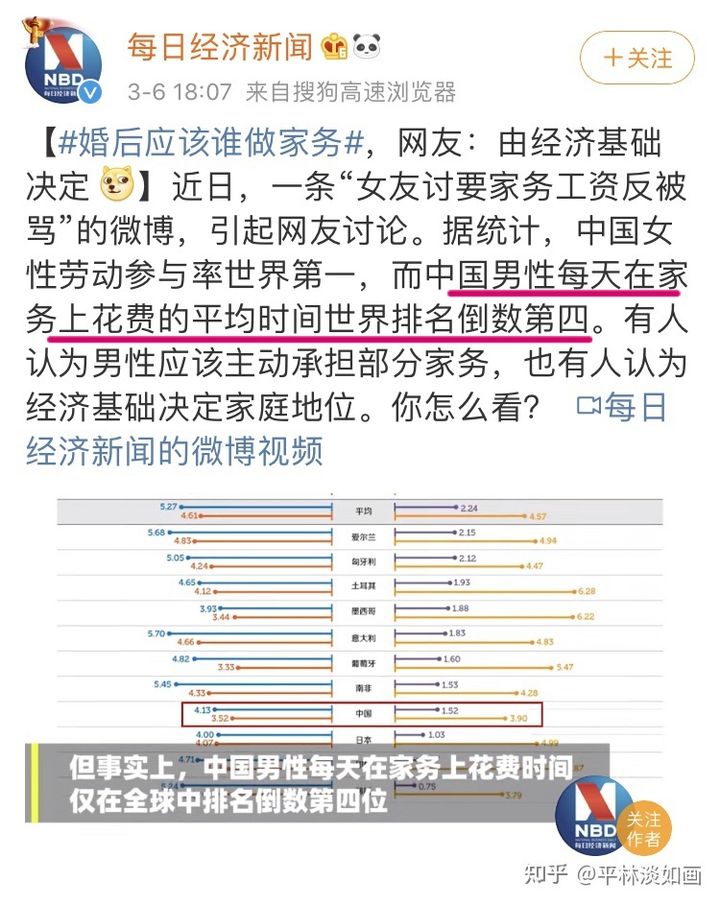 每日经济新闻
NBD
每日经济新闻
3-6 18:07 来自搜狗高速浏览器
+关注
【#婚后应该谁做家务#，网友：由经济基础
决定】近日，一条“女友讨要家务工资反被
骂”的微博，引起网友讨论。据统计，中国女
性劳动参与率世界第一，而中国男性每天在家
务上花费的平均时间世界排名倒数第四。有人
认为男性应该主动承担部分家务，也有人认为
经济基础决定家庭地位。你怎么看？ 每日
经济新闻的微博视频
5.27 4.61 平均 2.24 4.57
5.68 4.83 爱尔兰 2.15 4.94
5.05 4.24 匈牙利 2.12 4.47
4.65 4.12 土耳其 1.93 6.28
3.93 3.44 墨西哥 1.88 6.22
5.70 4.66 意大利 1.83 4.83
4.82 3.33 葡萄牙 1.60 5.47
5.45 4.33 南非 1.53 4.28
4.13 3.52 中国 1.52 3.90
4.00 4.07 日本 1.03 4.99
4.71
5.24 0.75 3.79
但事实上，中国男性每天在家务上花费时间
仅在全球中排名倒数第四位
NBD
每日经济新闻
关注
作者
知乎 @平林淡如画